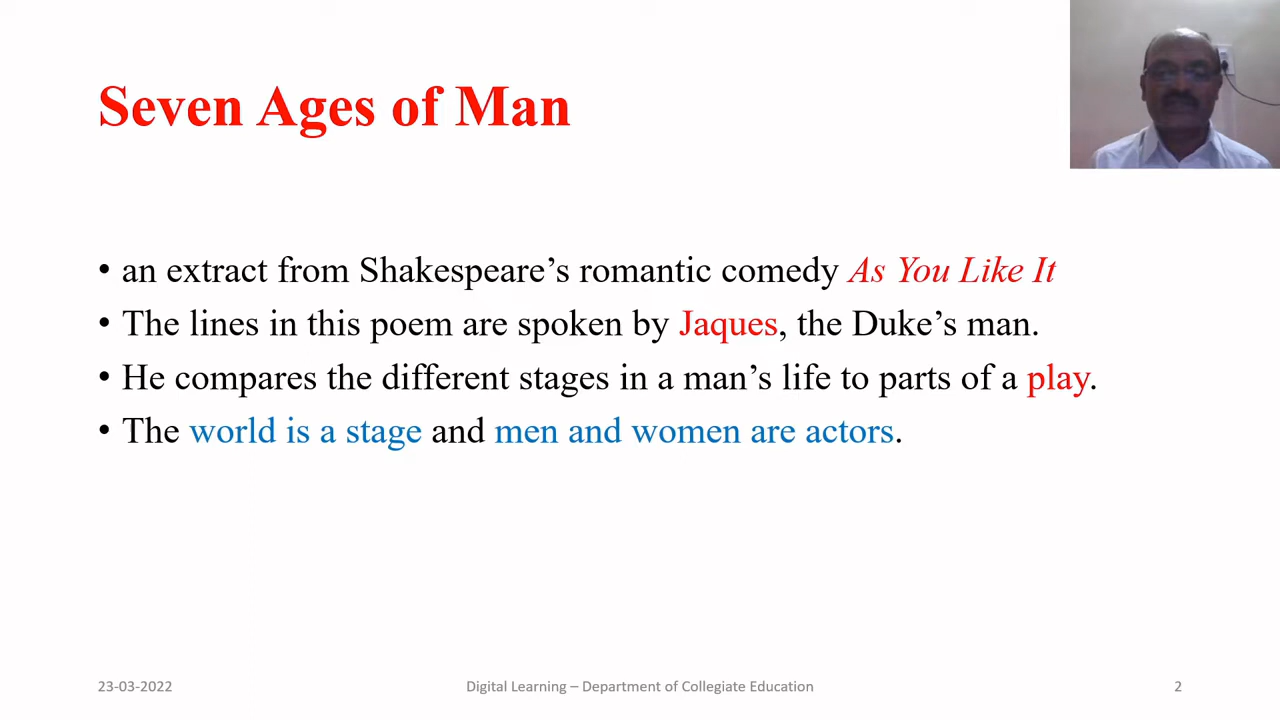 Seven Ages of Man
• an extract from Shakespeare’s romantic comedy As You Like It
• The lines in this poem are spoken by Jaques, the Duke’s man.
• He compares the different stages in a man’s life to parts of a play.
• The world is a stage and men and women are actors.
23-03-2022 Digital Learning – Department of Collegiate Education 2